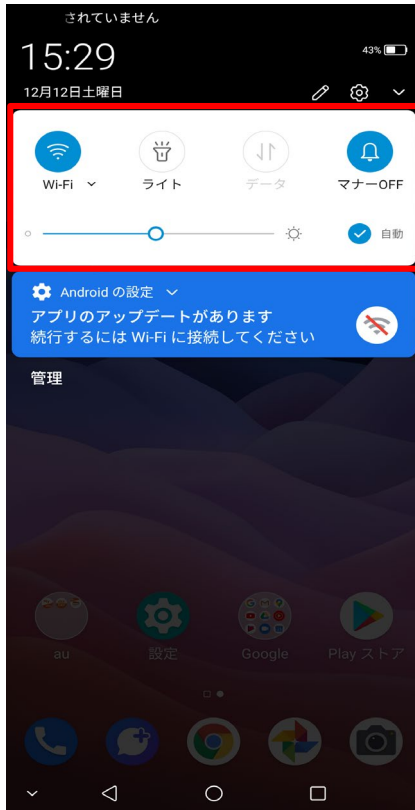 されていません
15:29
43%
12月12日土曜日
Wi-Fi
ライト
データ
マナーOFF
自動
Android の設定
アプリのアップデートがあります
続行するには Wi-Fi に接続してください
管理
au
設定
Google
Play ストア